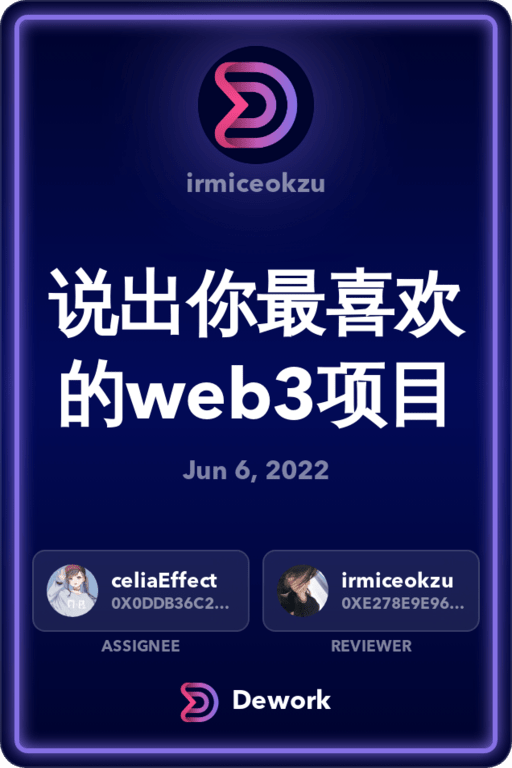 irmiceokzu
说出你最喜欢
的web3项目
Jun 6, 2022
celiaEffect
0X0DDB36C2...
ASSIGNEE
irmiceokzu
0XE278E9E96...
REVIEWER
Dework